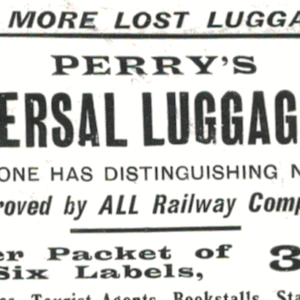 MORE LOST LUGGA
PERRY'S
ERSAL LUGGAG
ONE HAS DISTINGUISHING N
roved by ALL Railway Comp
er Packet of 3
Six Labels,
Tourist Agents, Bookstalls, Sta